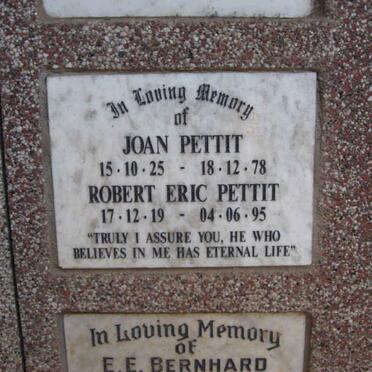 In Loving Memory
of
JOAN PETTIT
15·10·25 - 18·12·78
ROBERT ERIC PETTIT
17·12·19 - 04·06·95
"TRULY I ASSURE YOU, HE WHO
BELIEVES IN ME HAS ETERNAL LIFE"
In Loving Memory
of
E.E. BERNHARD